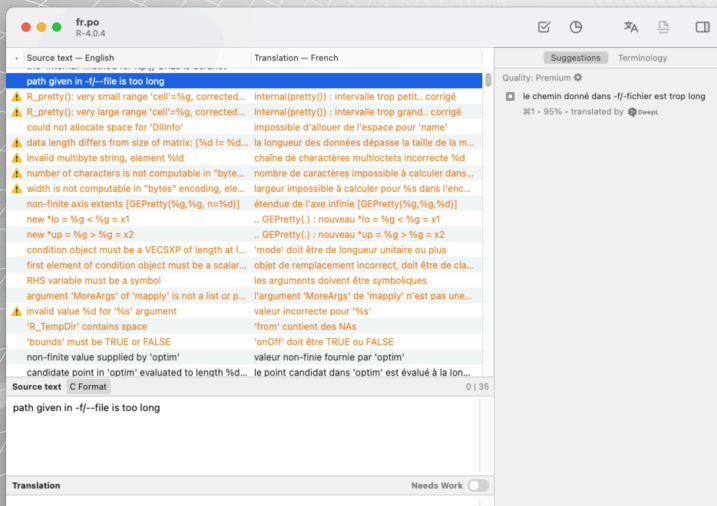 fr.po
R-4.0.4
Source text — English Translation — French
path given in -f/--file is too long
R_pretty(): very small range 'cell'=%g, corrected... Internal(pretty()) : intervalle trop petit.. corrigé
R_pretty(): very large range 'cell'=%g, corrected... Internal(pretty()) : intervalle trop grand.. corrigé
could not allocate space for 'DllInfo' impossible d'allouer de l'espace pour 'name'
data length differs from size of matrix: [%d != %d... la longueur des données dépasse la taille de la m...
invalid multibyte string, element %ld chaîne de charactères multioctets incorrecte %d
number of characters is not computable in "byte... nombre de caractères impossible à calculer dans...
width is not computable in "bytes" encoding, ele... largeur impossible à calculer pour %s dans l'enc...
non-finite axis extents [GEPretty(%g,%g, n=%d)] étendue de l'axe infinie [GEPretty(%g,%g,%d)]
new *lo = %g < %g = x1 .. GEPretty(.) : nouveau *lo = %g < %g = x1
new *up = %g > %g = x2 .. GEPretty(.) : nouveau *up = %g > %g = x2
condition object must be a VECSXP of length at l... 'mode' doit être de longueur unitaire ou plus
first element of condition object must be a scalar... objet de remplacement incorrect, doit être de cla...
RHS variable must be a symbol les arguments doivent être symboliques
argument 'MoreArgs' of 'mapply' is not a list or p... l'argument 'MoreArgs' de 'mapply' n'est pas une...
invalid value %d for '%s' argument valeur incorrecte pour '%s'
'R_TempDir' contains space 'from' contient des NAs
'bounds' must be TRUE or FALSE 'onOff' doit être TRUE ou FALSE
non-finite value supplied by 'optim' valeur non-finie fournie par 'optim'
candidate point in 'optim' evaluated to length %d... le point candidat dans 'optim' est évalué à la lon...
Source text C Format 0 | 35
path given in -f/--file is too long
Translation Needs Work
Suggestions Terminology
Quality: Premium
le chemin donné dans -f/-fichier est trop long
⌘1 • 95% • translated by DeepL